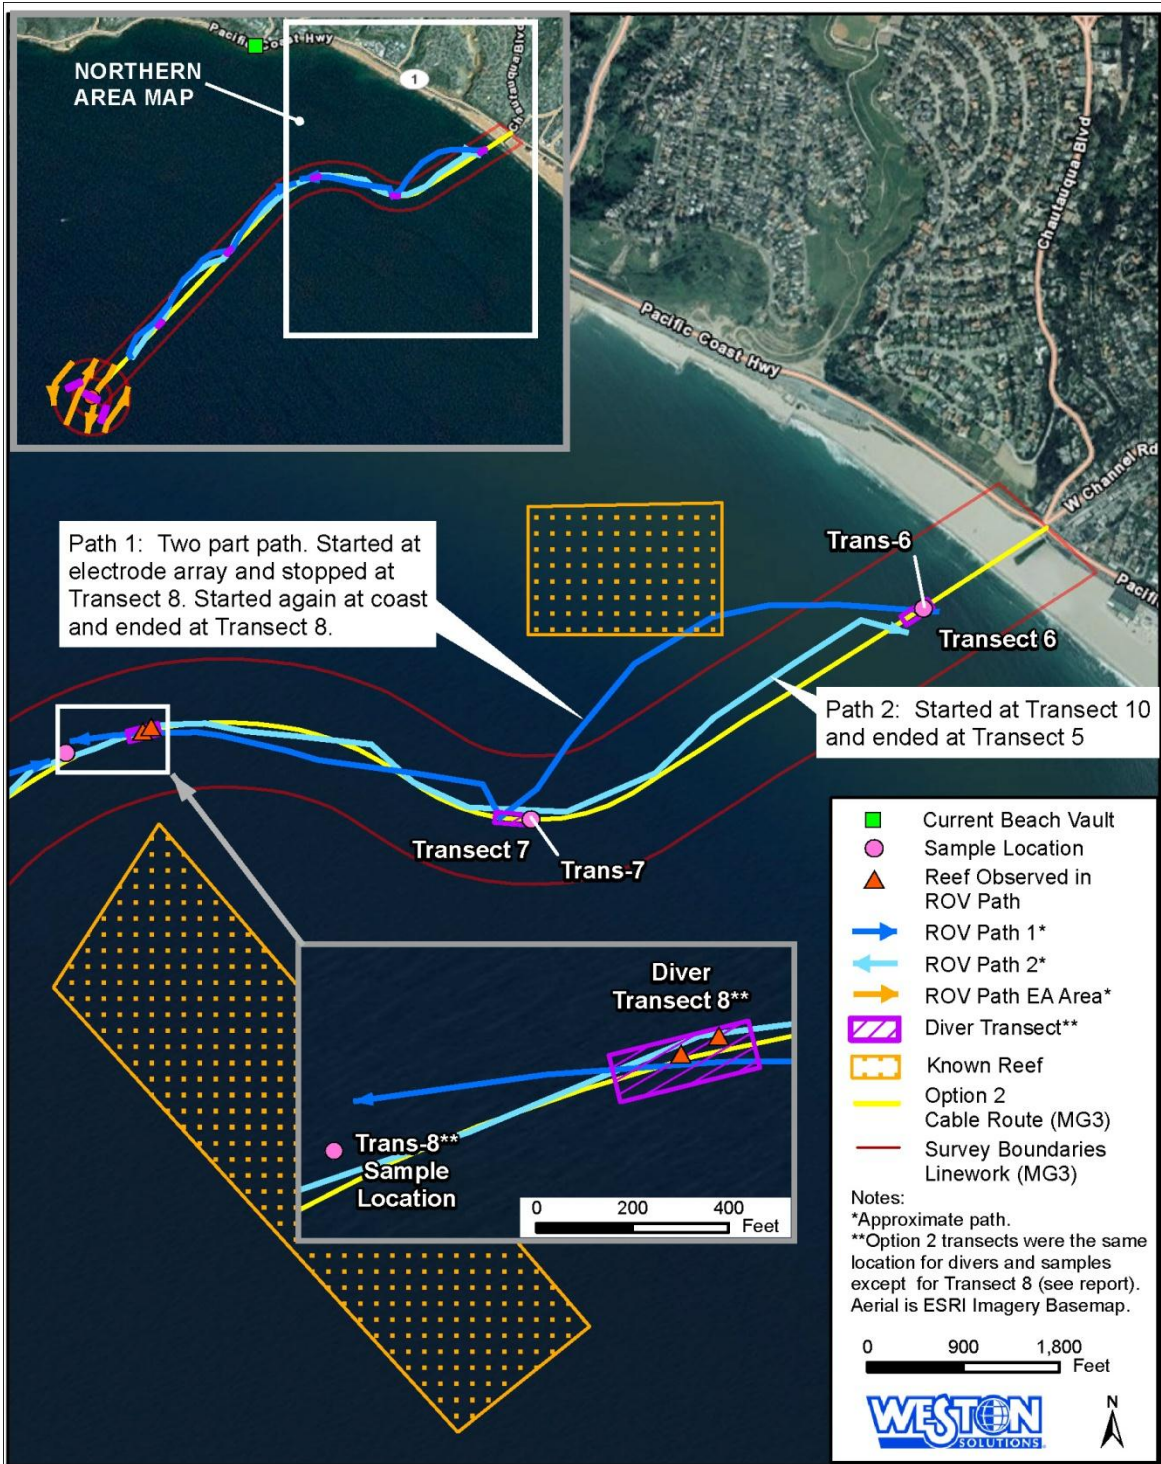 Pacific Coast Hwy
NORTHERN
AREA MAP
1
Chautauqua Blvd
Chautauqua Blvd
Pacific Coast Hwy
W Channel Rd
Pacifi
Path 1: Two part path. Started at
electrode array and stopped at
Transect 8. Started again at coast
and ended at Transect 8.
Trans-6
Transect 6
Path 2: Started at Transect 10
and ended at Transect 5
Transect 7
Trans-7
Diver
Transect 8**
Trans-8**
Sample
Location
0 200 400
Feet
Current Beach Vault
Sample Location
Reef Observed in
ROV Path
ROV Path 1*
ROV Path 2*
ROV Path EA Area*
Diver Transect**
Known Reef
Option 2
Cable Route (MG3)
Survey Boundaries
Linework (MG3)
Notes:
*Approximate path.
**Option 2 transects were the same
location for divers and samples
except for Transect 8 (see report).
Aerial is ESRI Imagery Basemap.
0 900 1,800
Feet
WESTON
SOLUTIONS
N